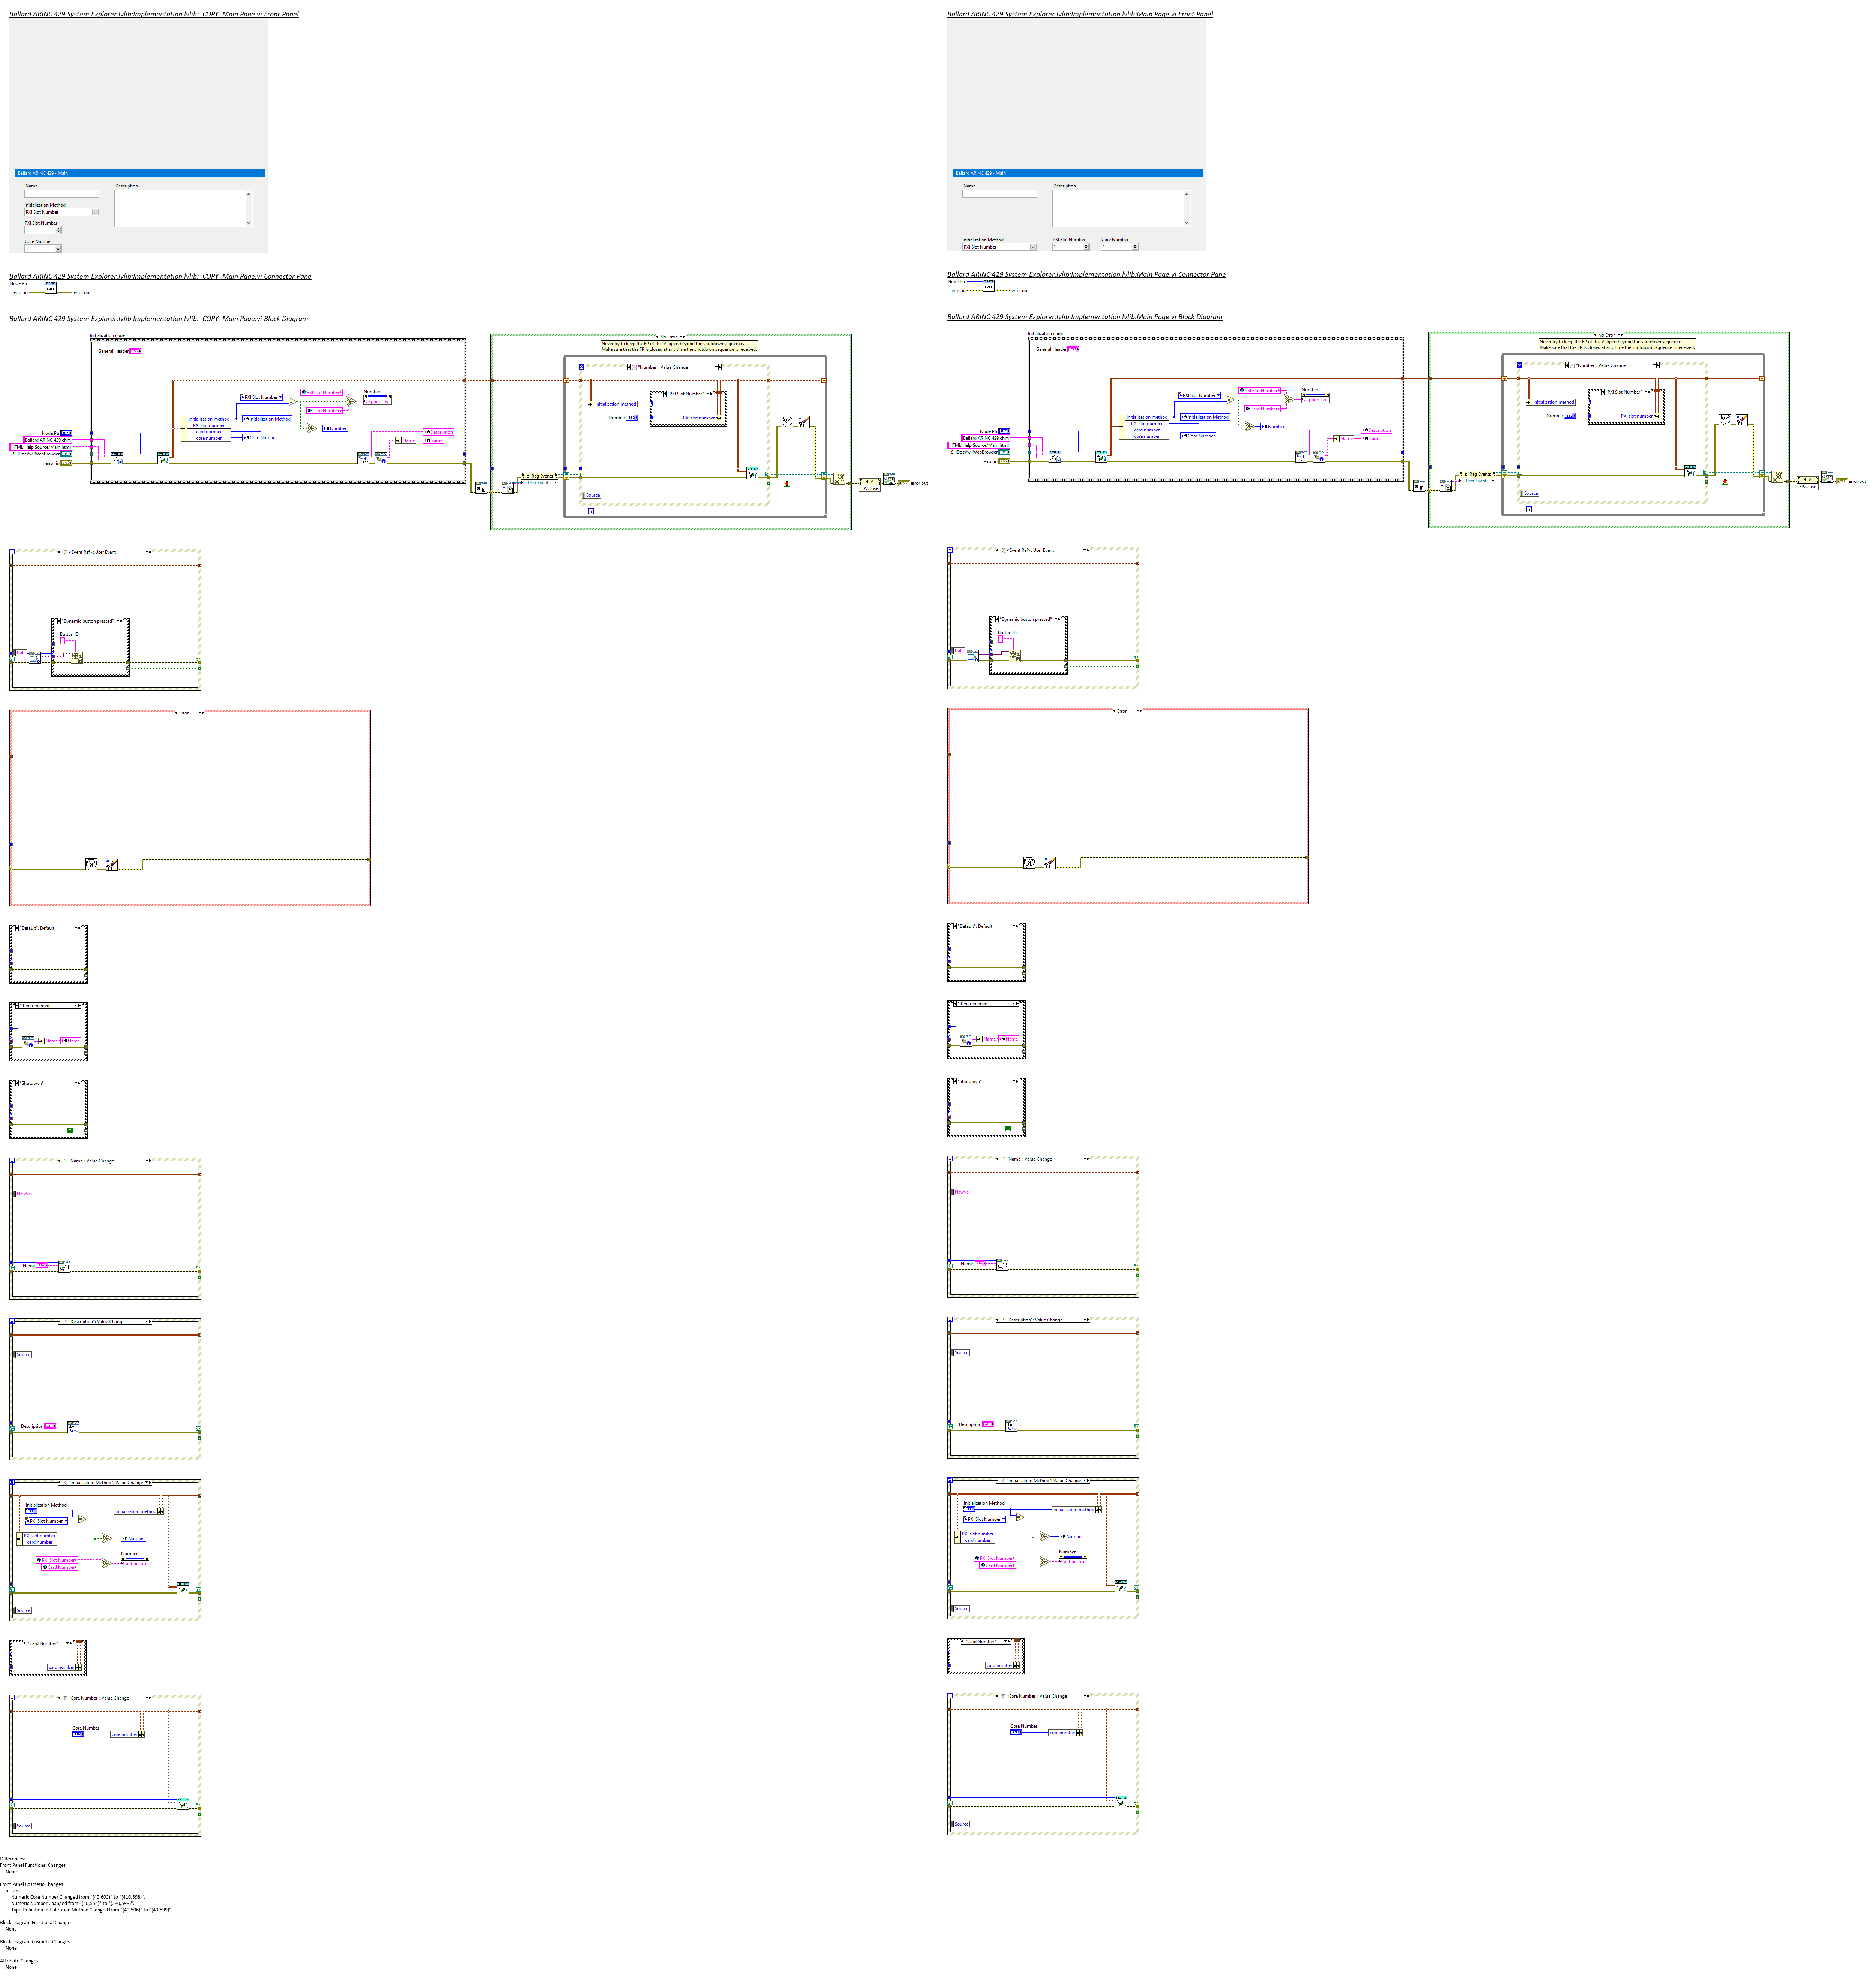 Ballard ARINC 429 System Explorer.lvlib:Implementation.lvlib:_COPY_Main Page.vi Front Panel
Ballard ARINC 429 - Main
Name
Description
Initialization Method
PXI Slot Number
PXI Slot Number
1
Core Number
1
Ballard ARINC 429 System Explorer.lvlib:Implementation.lvlib:_COPY_Main Page.vi Connector Pane
Node Ptr
error in
error out
Ballard ARINC 429 System Explorer.lvlib:Implementation.lvlib:_COPY_Main Page.vi Block Diagram
Initialization code
General Header
No Error
Never try to keep the FP of this VI open beyond the shutdown sequence.
Make sure that the FP is closed at any time the shutdown sequence is received.
"Number": Value Change
PXI Slot Number
PXI Slot Number
Card Number
Number
Caption.Text
initialization method
PXI slot number
card number
core number
Initialization Method
Core Number
Number
"PXI Slot Number"
initialization method
Number
PXI slot number
Node Ptr
Ballard ARINC 429.chm
HTML Help Source/Main.html
SHDocVw.IWebBrowser
error in
Description
Name
Name
Reg Events
User Event
Source
FP.Close
error out
<Event Ref>: User Event
"Dynamic button pressed"
Button ID
Data
Error
"Default", Default
"Item renamed"
Name
Name
"Shutdown"
"Name": Value Change
NewVal
Name
"Description": Value Change
Source
Description
"Initialization Method": Value Change
Initialization Method
initialization method
PXI Slot Number
PXI slot number
card number
Number
PXI Slot Number
Card Number
Number
Caption.Text
Source
"Card Number"
card number
"Core Number": Value Change
Core Number
core number
Source
Differences:
Front Panel Functional Changes
None
Front Panel Cosmetic Changes
moved
Numeric Core Number Changed from "(40,603)" to "(410,598)".
Numeric Number Changed from "(40,554)" to "(280,598)".
Type Definition Initialization Method Changed from "(40,506)" to "(40,599)".
Block Diagram Functional Changes
None
Block Diagram Cosmetic Changes
None
Attribute Changes
None
Ballard ARINC 429 System Explorer.lvlib:Implementation.lvlib:Main Page.vi Front Panel
Ballard ARINC 429 - Main
Name
Description
Initialization Method
PXI Slot Number
PXI Slot Number
1
Core Number
1
Ballard ARINC 429 System Explorer.lvlib:Implementation.lvlib:Main Page.vi Connector Pane
Node Ptr
error in
error out
Ballard ARINC 429 System Explorer.lvlib:Implementation.lvlib:Main Page.vi Block Diagram
Initialization code
General Header
No Error
Never try to keep the FP of this VI open beyond the shutdown sequence.
Make sure that the FP is closed at any time the shutdown sequence is received.
"Number": Value Change
PXI Slot Number
PXI Slot Number
Card Number
Number
Caption.Text
initialization method
PXI slot number
card number
core number
Initialization Method
Core Number
Number
"PXI Slot Number"
initialization method
Number
PXI slot number
Node Ptr
Ballard ARINC 429.chm
HTML Help Source/Main.html
SHDocVw.IWebBrowser
error in
Description
Name
Name
Reg Events
User Event
Source
FP.Close
error out
<Event Ref>: User Event
"Dynamic button pressed"
Button ID
Data
Error
"Default", Default
"Item renamed"
Name
Name
"Shutdown"
"Name": Value Change
NewVal
Name
"Description": Value Change
Source
Description
"Initialization Method": Value Change
Initialization Method
initialization method
PXI Slot Number
PXI slot number
card number
Number
PXI Slot Number
Card Number
Number
Caption.Text
Source
"Card Number"
card number
"Core Number": Value Change
Core Number
core number
Source